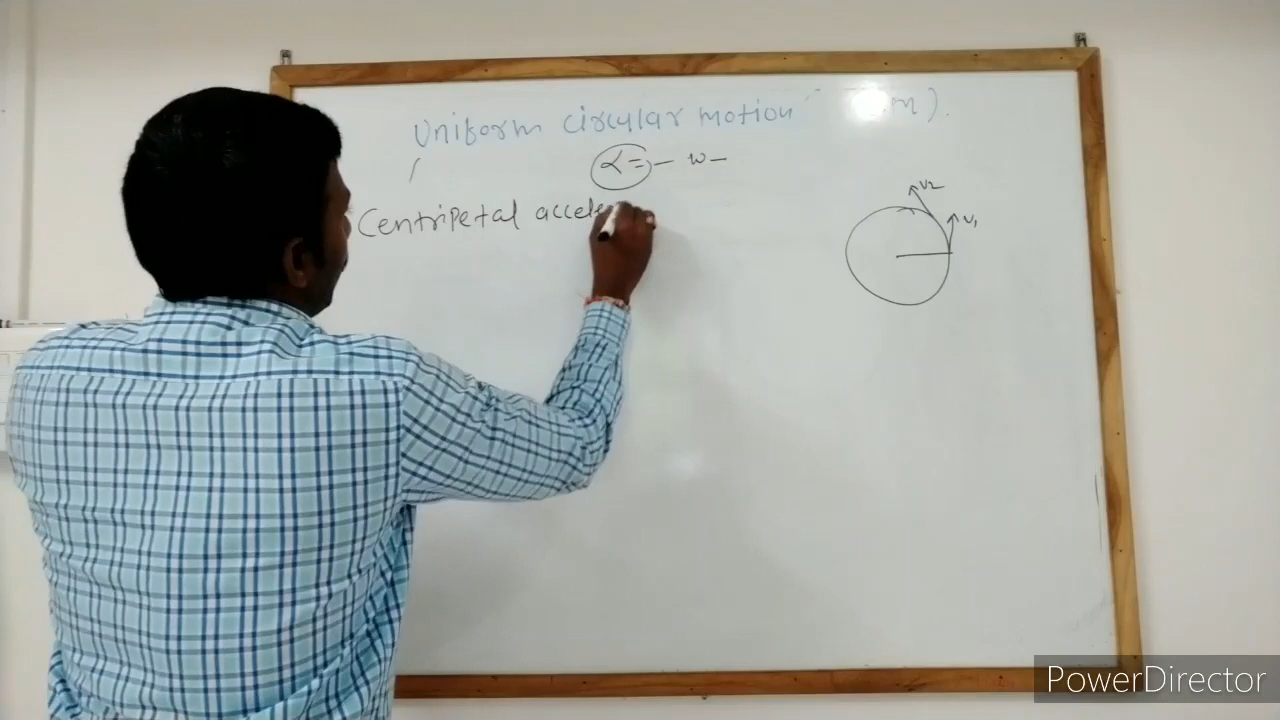 Uniform circular motion" m).
α = - w -
Centripetal accele
v2
v1
PowerDirector